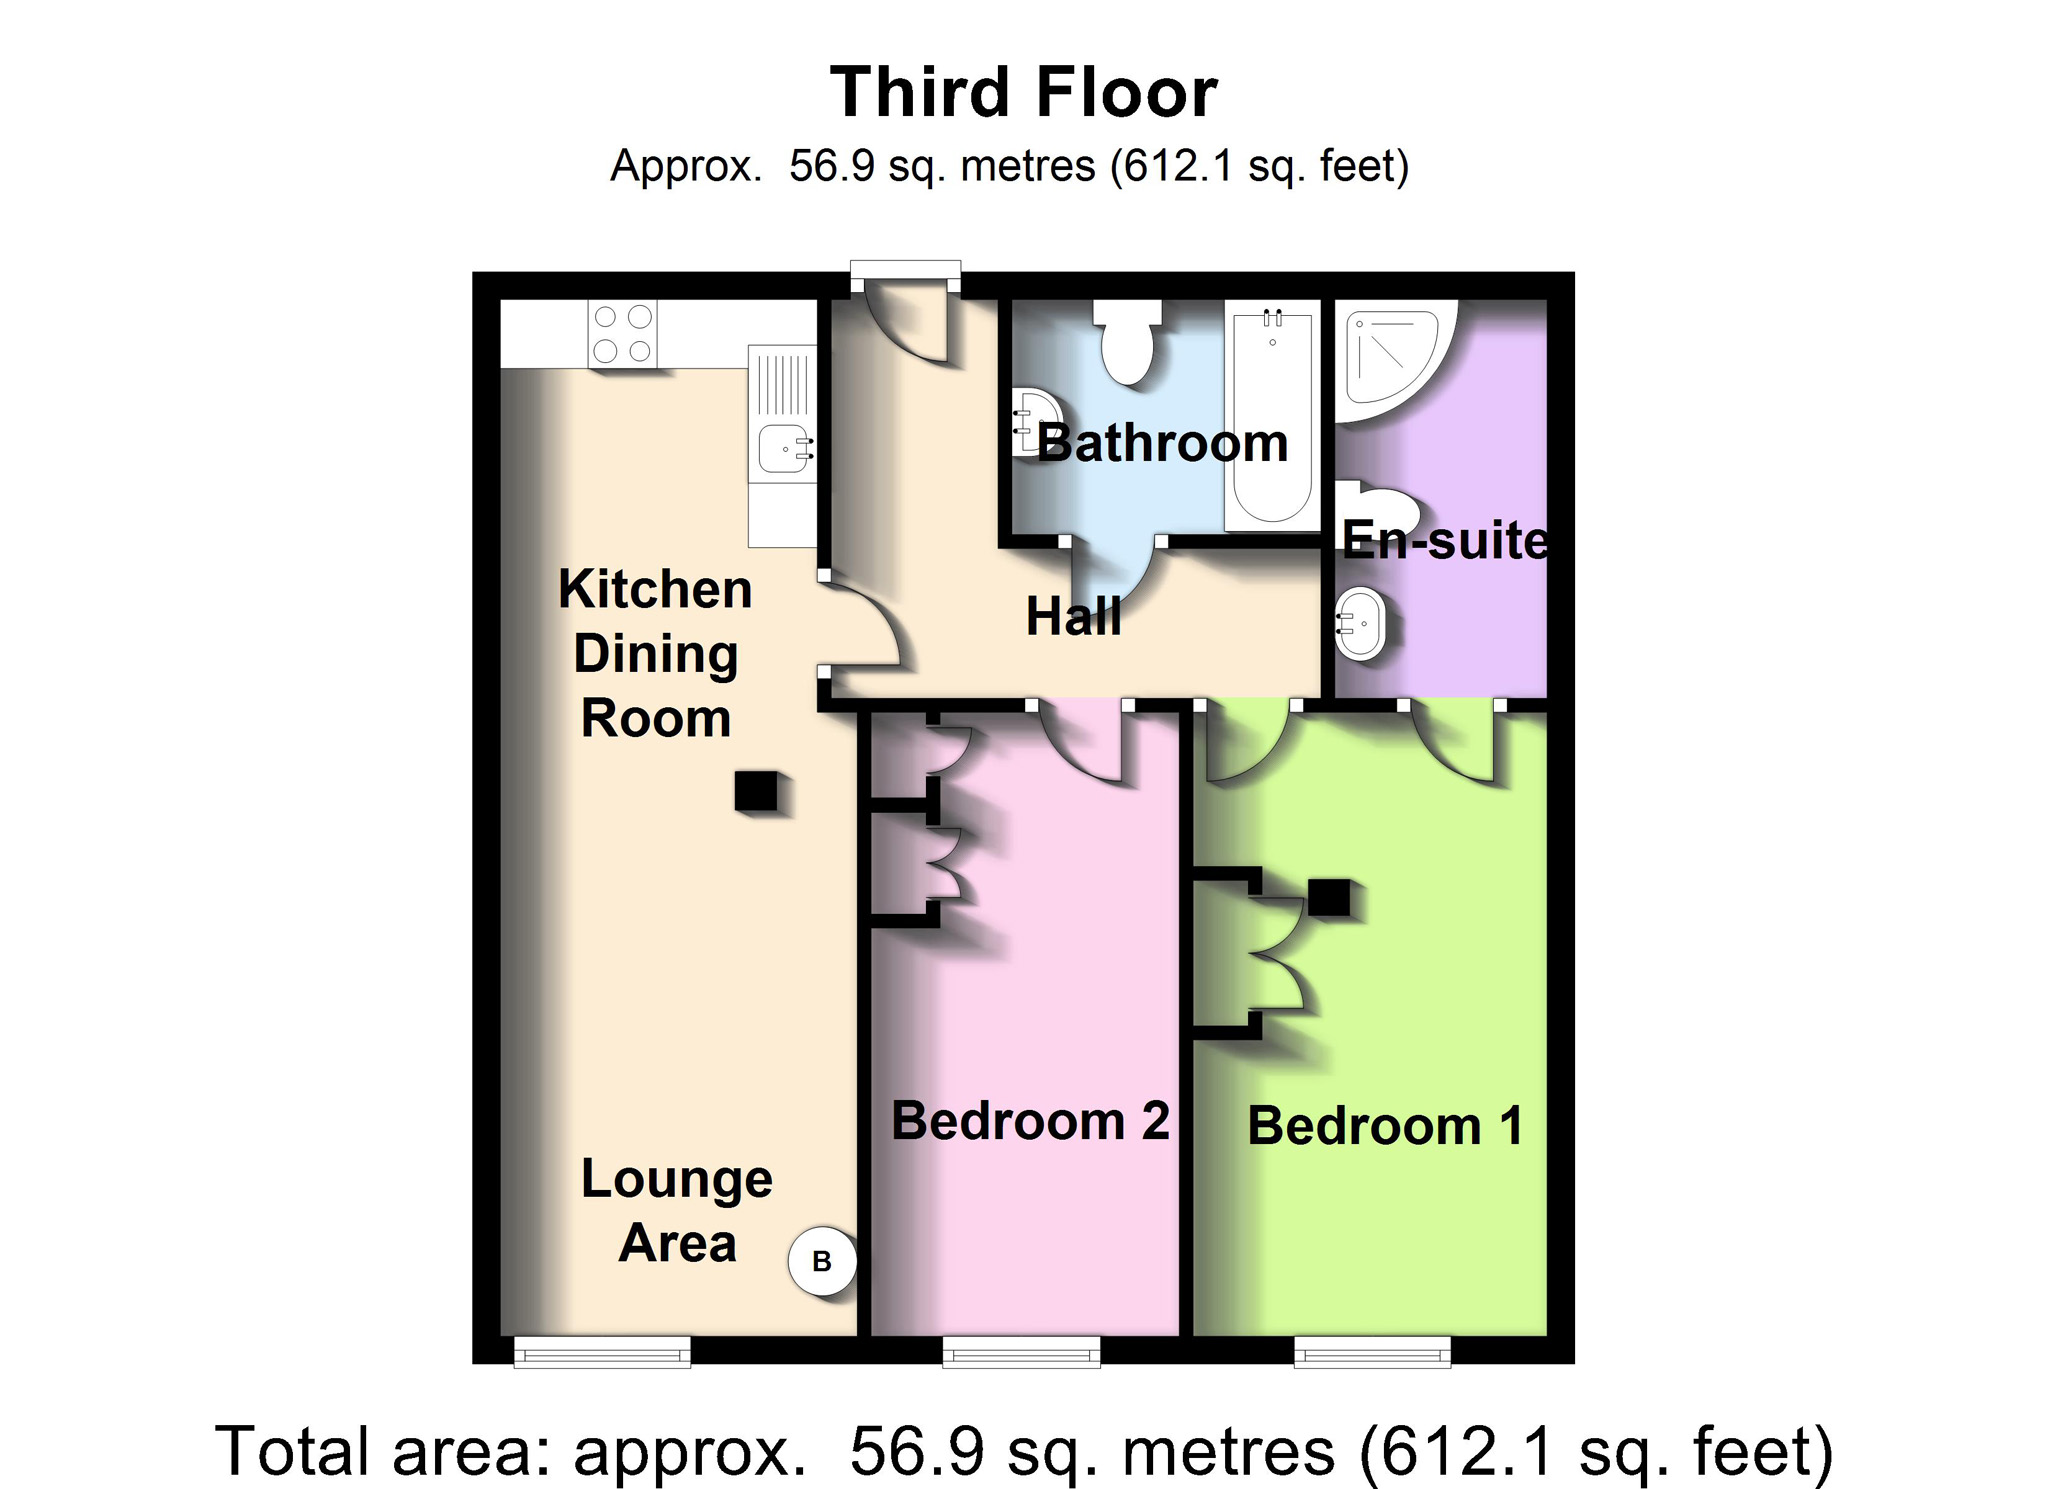 Third Floor
Approx. 56.9 sq. metres (612.1 sq. feet)
Bathroom
En-suite
Kitchen
Dining
Room
Hall
Bedroom 2
Bedroom 1
Lounge
Area
B
Total area: approx. 56.9 sq. metres (612.1 sq. feet)